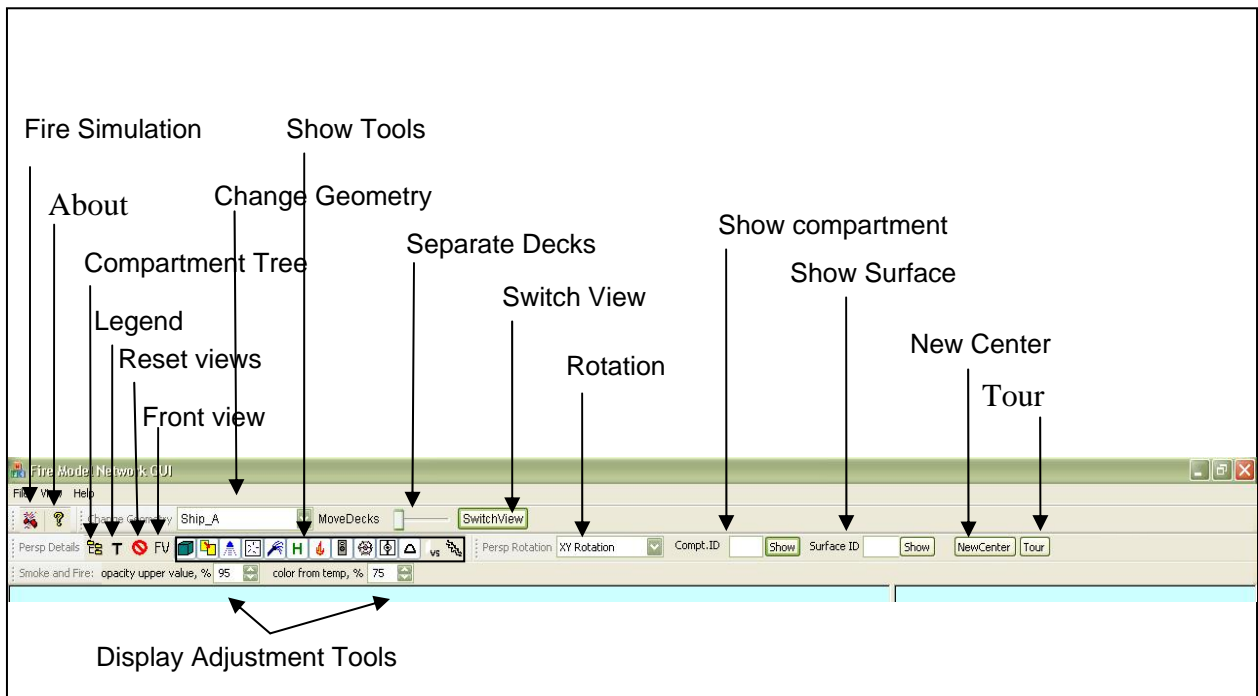 Fire Simulation
Show Tools
About
Change Geometry
Separate Decks
Show compartment
Compartment Tree
Show Surface
Switch View
Legend
New Center
Reset views
Rotation
Tour
Front view
Fire Model Network GUI
File View Help
Change Geometry Ship_A MoveDecks SwitchView
Persp Details T FV H vs Persp Rotation XY Rotation Compt.ID Show Surface ID Show NewCenter Tour
Smoke and Fire: opacity upper value, % 95 color from temp, % 75
Display Adjustment Tools